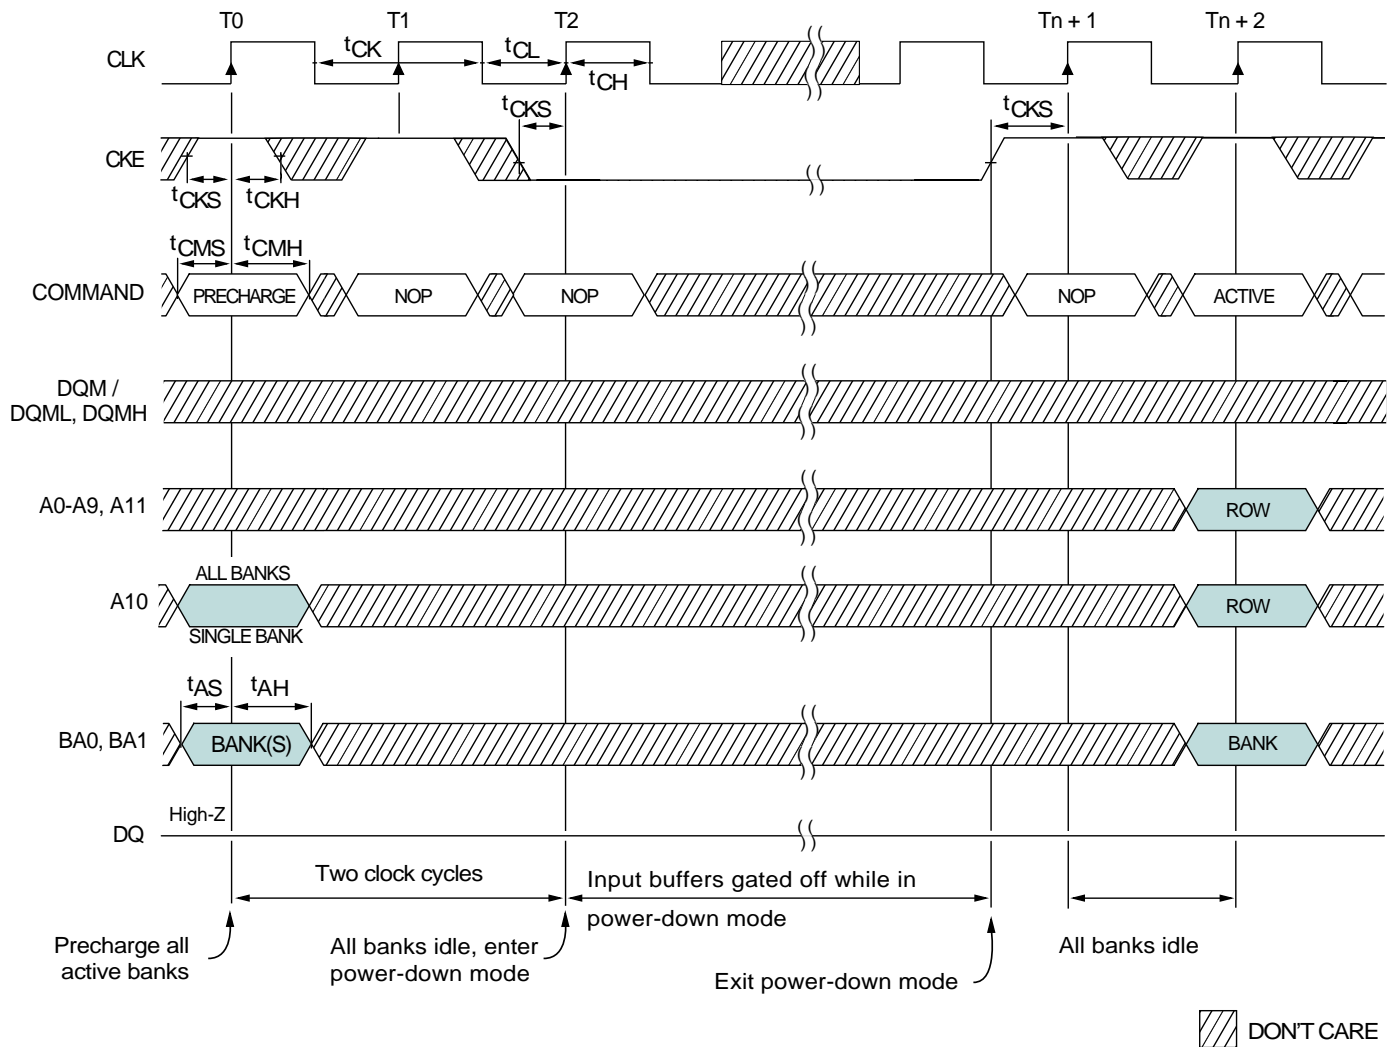 T0
T1
T2
Tn + 1
Tn + 2
CLK
tCK
tCL
tCH
tCKS
tCKS
CKE
tCKS
tCKH
tCMS
tCMH
COMMAND
PRECHARGE
NOP
NOP
NOP
ACTIVE
DQM /
DQML, DQMH
A0-A9, A11
ROW
ALL BANKS
A10
ROW
SINGLE BANK
tAS
tAH
BA0, BA1
BANK(S)
BANK
High-Z
DQ
Two clock cycles
Input buffers gated off while in
power-down mode
Precharge all
active banks
All banks idle, enter
power-down mode
Exit power-down mode
All banks idle
DON'T CARE